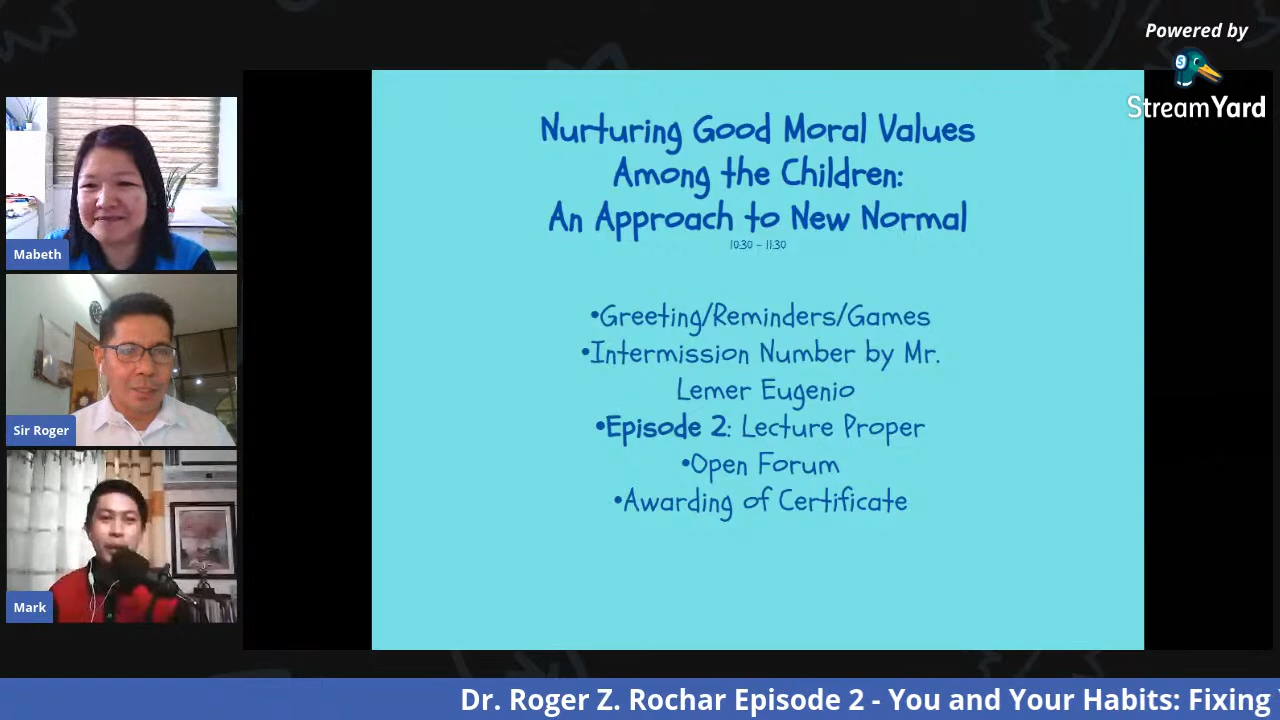 Powered by
StreamYard
Nurturing Good Moral Values
Among the Children:
An Approach to New Normal
10:30 – 11:30
•Greeting/Reminders/Games
•Intermission Number by Mr.
Lemer Eugenio
•Episode 2: Lecture Proper
•Open Forum
•Awarding of Certificate
Mabeth
Sir Roger
Mark
Dr. Roger Z. Rochar Episode 2 - You and Your Habits: Fixing